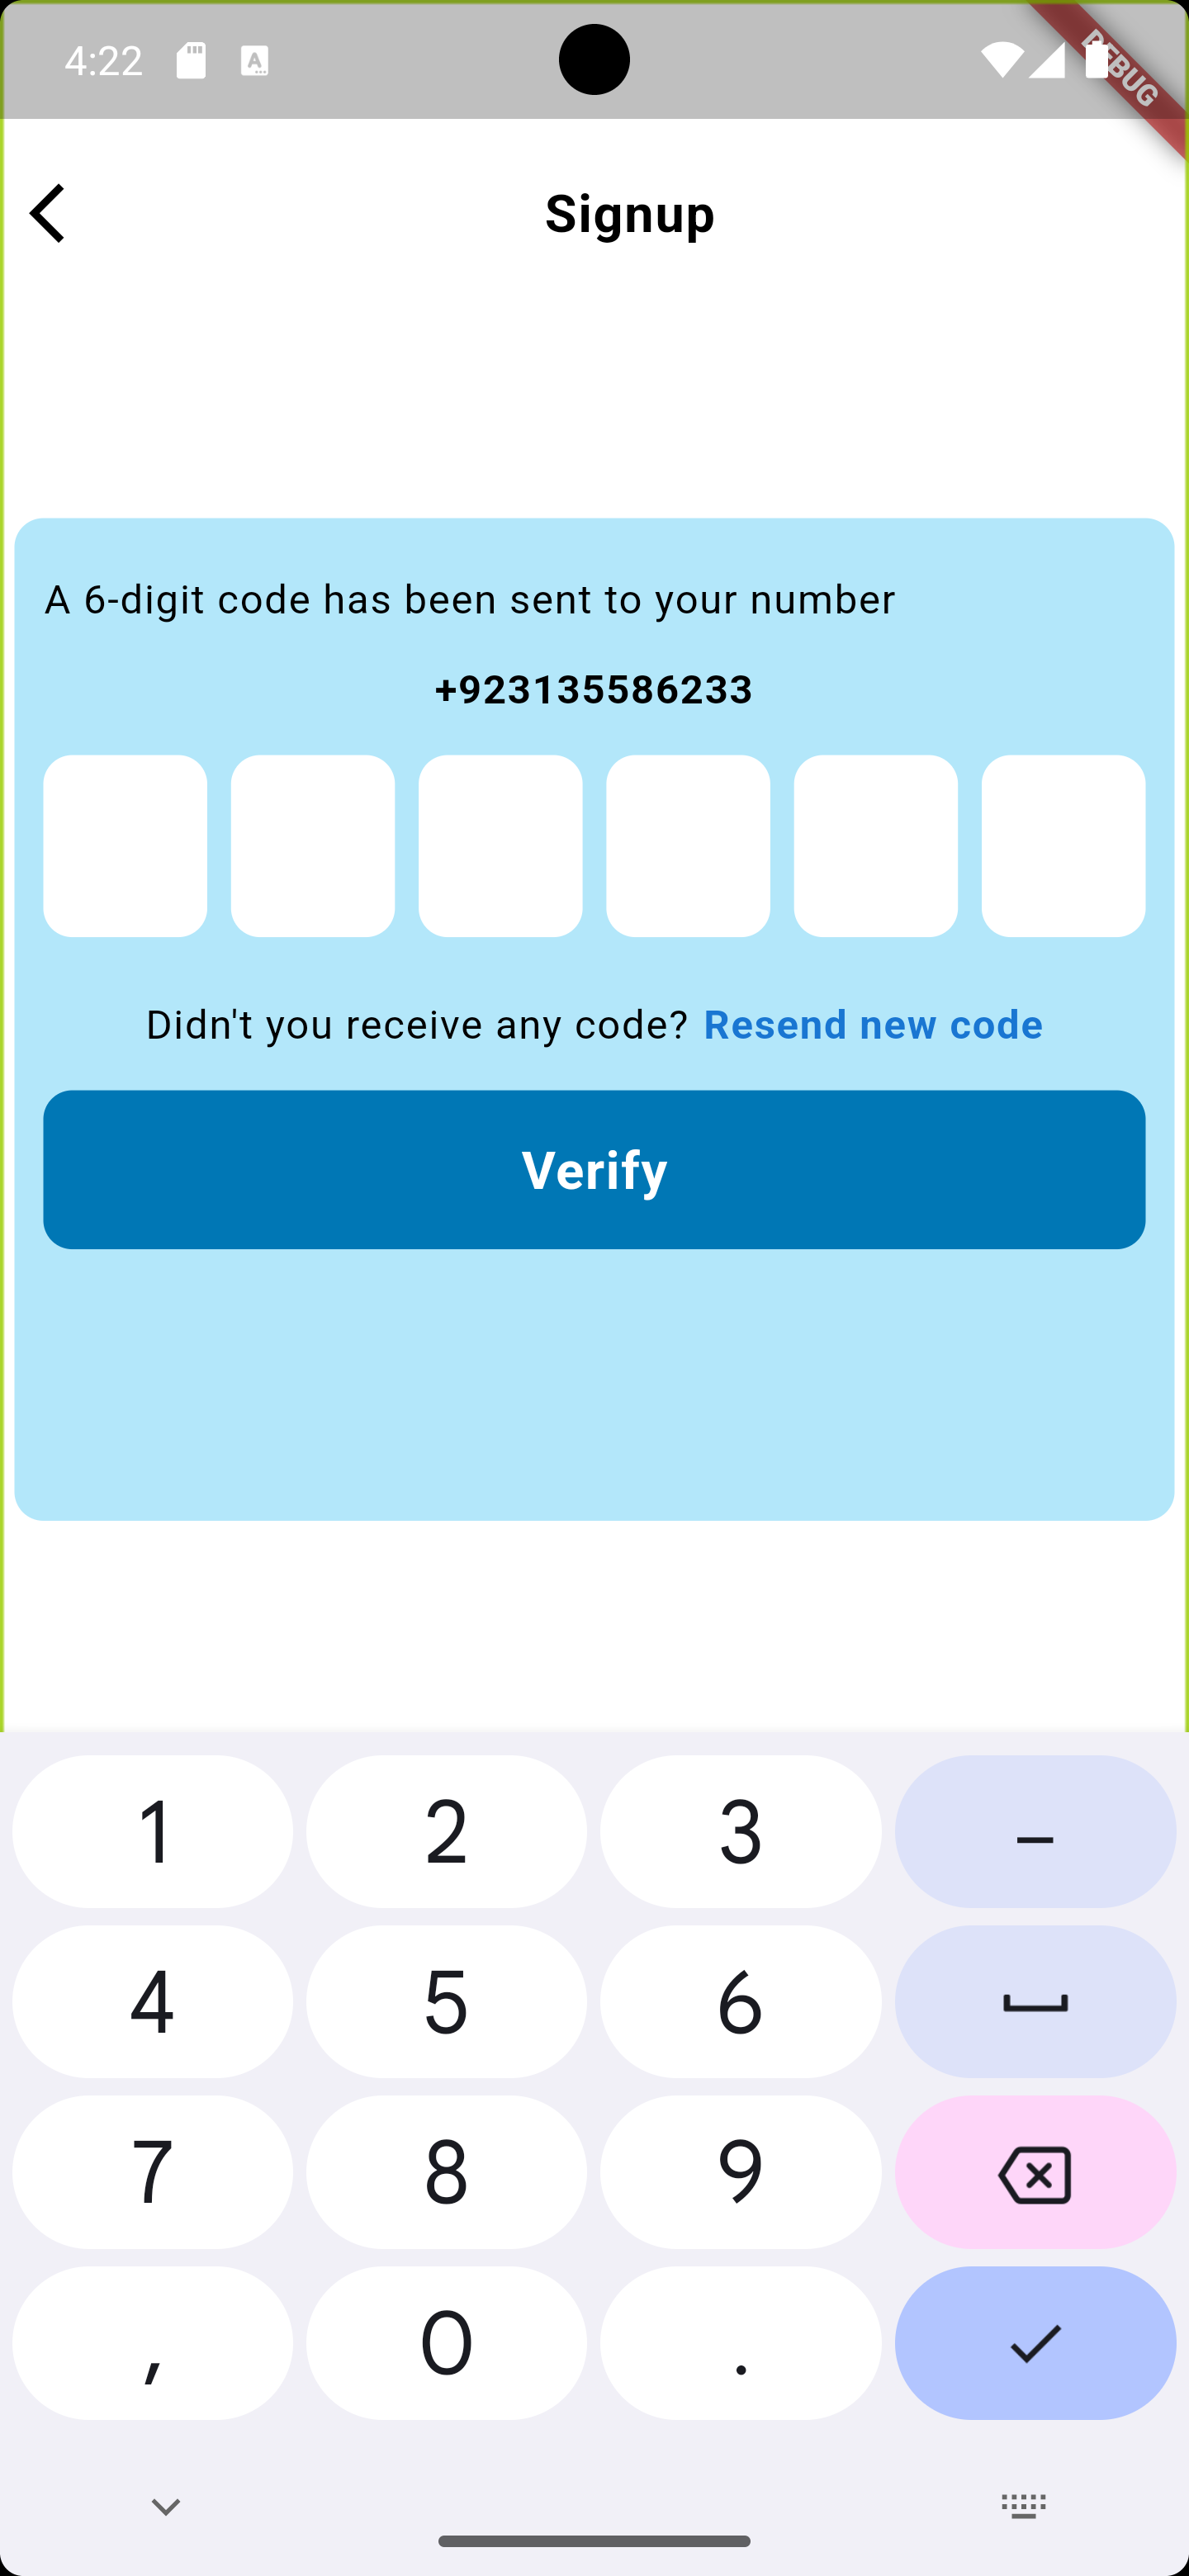 4:22
DEBUG
Signup
A 6-digit code has been sent to your number
+923135586233
Didn't you receive any code? Resend new code
Verify
1 2 3 –
4 5 6
7 8 9
, 0 .